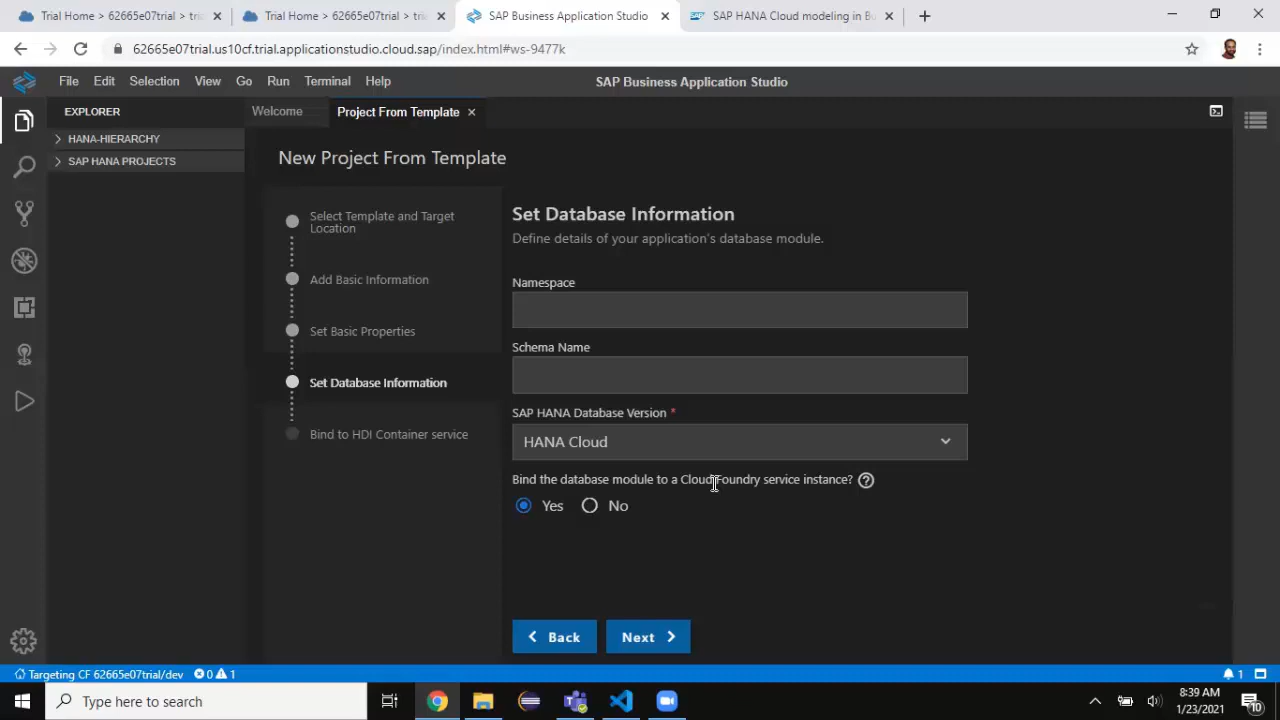 Trial Home > 62665e07trial > tri
Trial Home > 62665e07trial > tri
SAP Business Application Studio
SAP HANA Cloud modeling in Bu
62665e07trial.us10cf.trial.applicationstudio.cloud.sap/index.html#ws-9477k
File Edit Selection View Go Run Terminal Help
SAP Business Application Studio
EXPLORER
Welcome
Project From Template
HANA-HIERARCHY
SAP HANA PROJECTS
New Project From Template
Select Template and Target
Location
Add Basic Information
Set Basic Properties
Set Database Information
Bind to HDI Container service
Set Database Information
Define details of your application's database module.
Namespace
Schema Name
SAP HANA Database Version *
HANA Cloud
Bind the database module to a Cloud Foundry service instance?
Yes No
Back
Next
Targeting CF 62665e07trial/dev 0 1
1
Type here to search
8:39 AM
1/23/2021
10